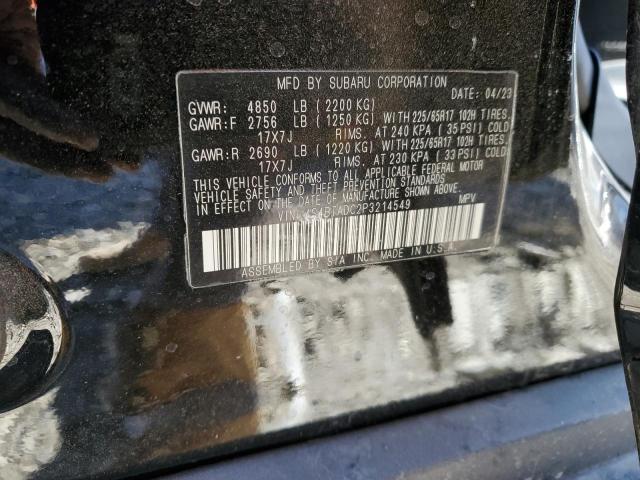 MFD BY SUBARU CORPORATION
DATE: 04/23
GVWR: 4850 LB (2200 KG)
GAWR:F 2756 LB (1250 KG) WITH 225/65R17 102H TIRES,
17X7J RIMS, AT 240 KPA (35 PSI) COLD
GAWR:R 2690 LB (1220 KG) WITH 225/65R17 102H TIRES,
17X7J RIMS, AT 230 KPA (33 PSI) COLD
THIS VEHICLE CONFORMS TO ALL APPLICABLE FEDERAL MOTOR
VEHICLE SAFETY, BUMPER, AND THEFT PREVENTION STANDARDS
IN EFFECT ON THE DATE OF MANUFACTURE SHOWN ABOVE.
VIN: MPV
ASSEMBLED BY SIA INC. MADE IN U.S.A.